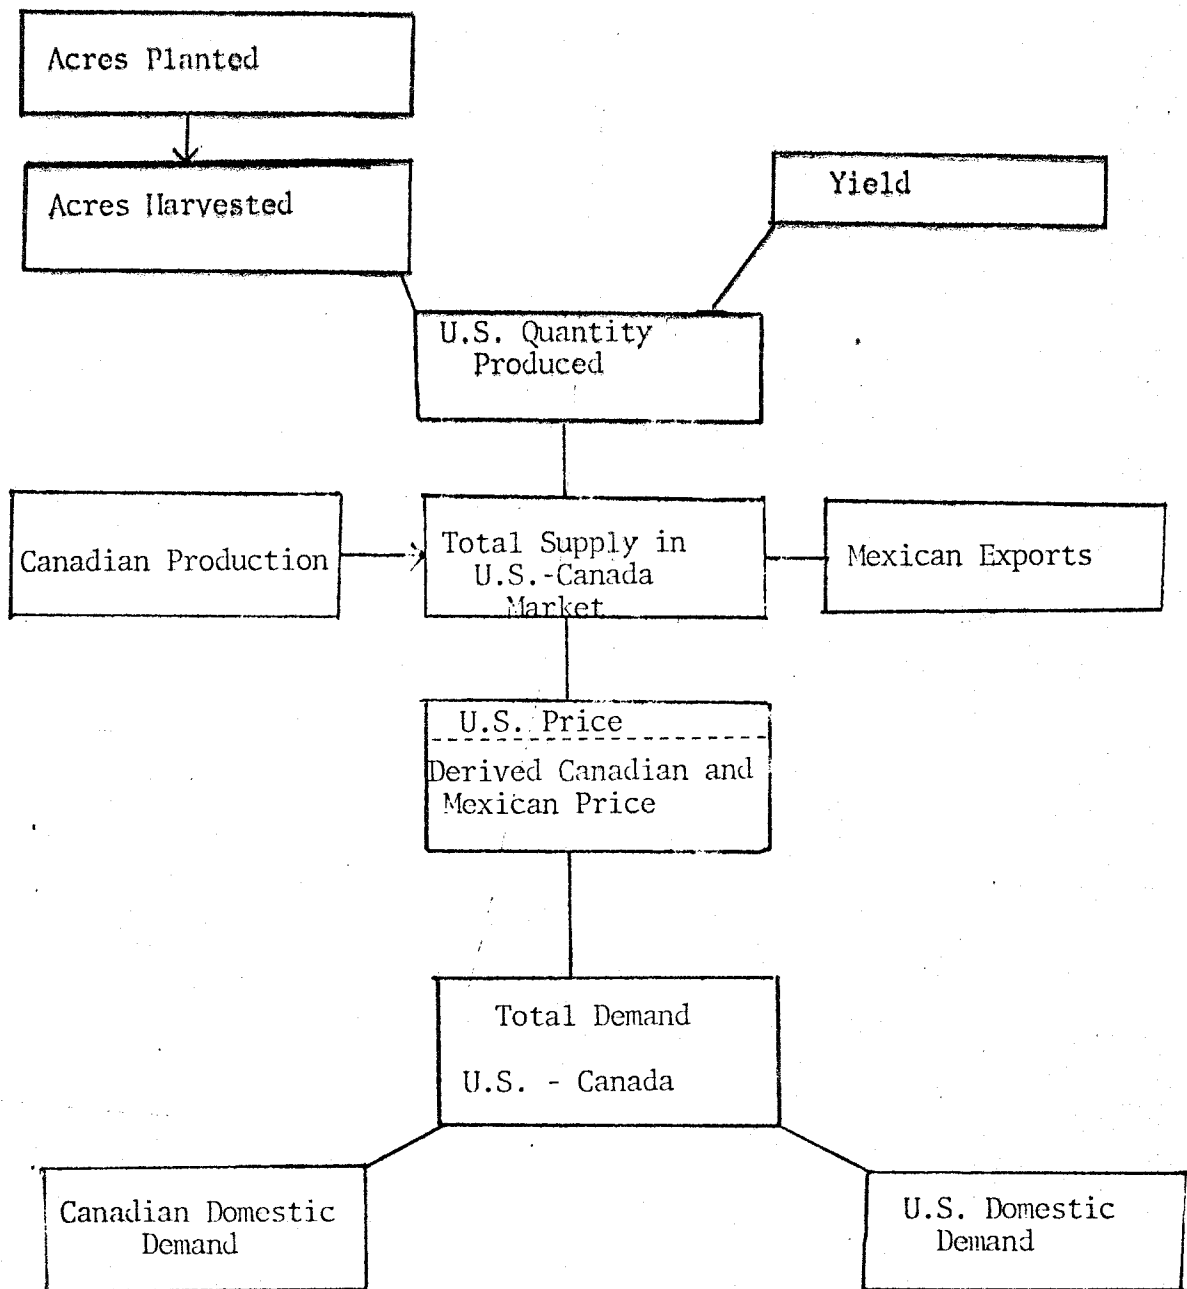 Acres Planted
Acres Harvested
Yield
U.S. Quantity
Produced
Canadian Production
Total Supply in
U.S.-Canada
Market
Mexican Exports
U.S. Price
Derived Canadian and
Mexican Price
Total Demand
U.S. - Canada
Canadian Domestic
Demand
U.S. Domestic
Demand